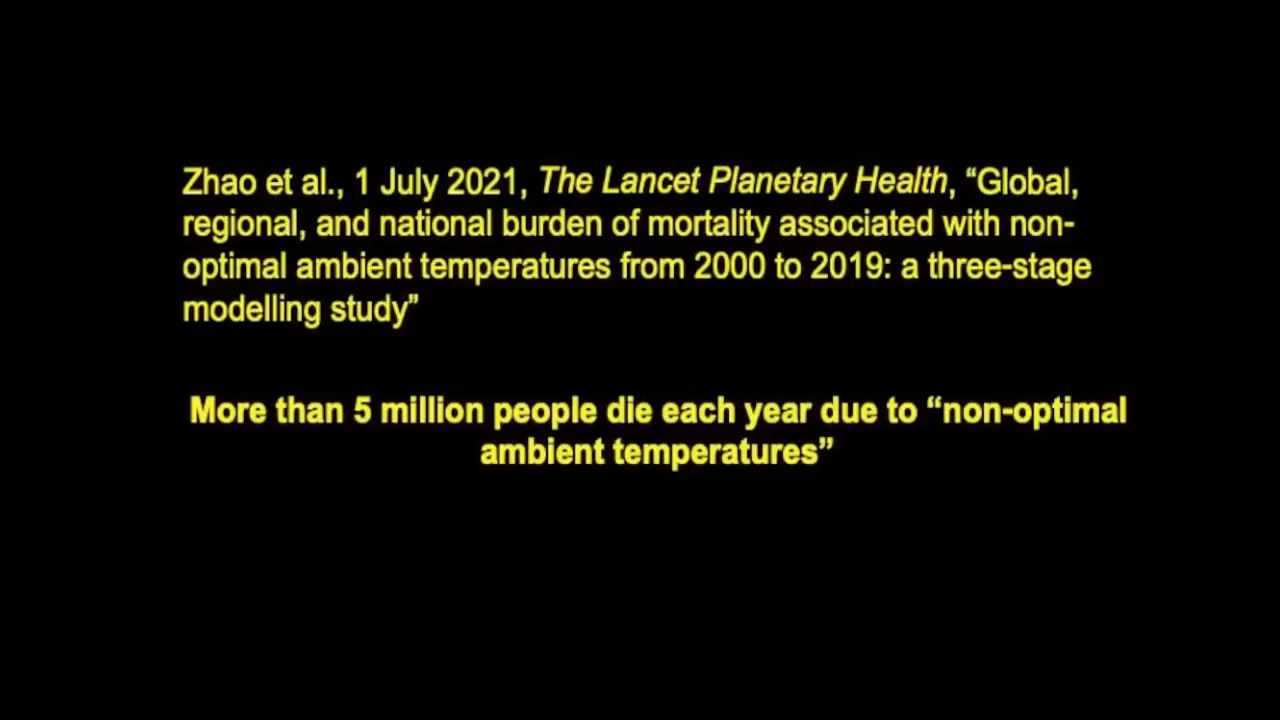 Zhao et al., 1 July 2021, The Lancet Planetary Health, “Global,
regional, and national burden of mortality associated with non-
optimal ambient temperatures from 2000 to 2019: a three-stage
modelling study”
More than 5 million people die each year due to “non-optimal
ambient temperatures”